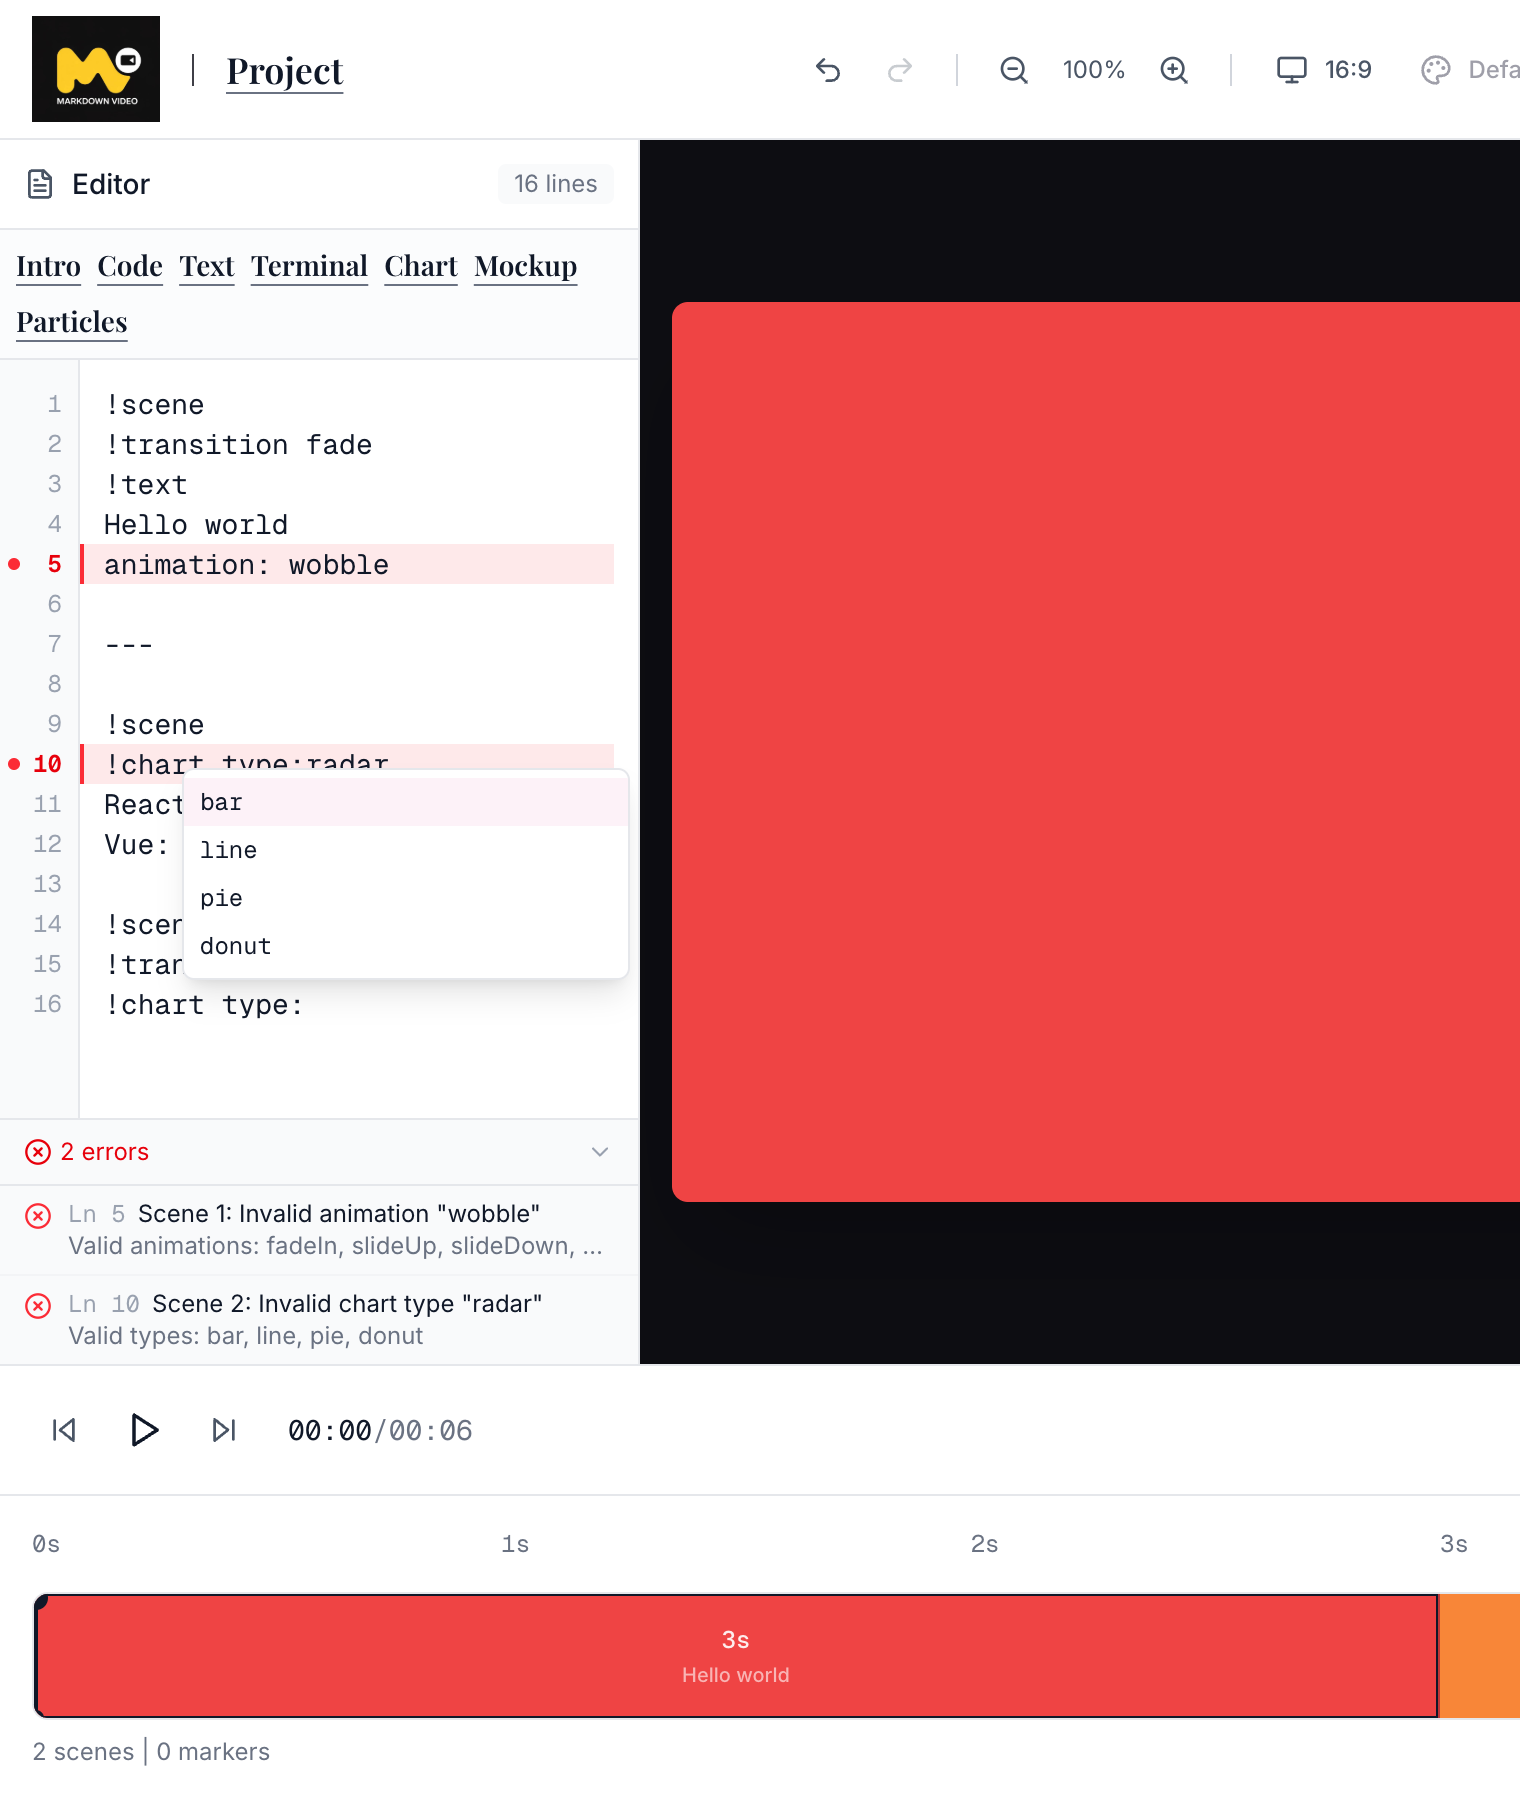 MARKDOWN VIDEO
Project
100%
16:9
Defa
Editor
16 lines
Intro Code Text Terminal Chart Mockup
Particles
1 !scene
2 !transition fade
3 !text
4 Hello world
5 animation: wobble
6
7 ---
8
9 !scene
10 !chart type:radar
11 React
12 Vue:
13
14 !scen
15 !tran
16 !chart type:
bar
line
pie
donut
2 errors
Ln 5 Scene 1: Invalid animation "wobble"
Valid animations: fadeIn, slideUp, slideDown, ...
Ln 10 Scene 2: Invalid chart type "radar"
Valid types: bar, line, pie, donut
00:00/00:06
0s 1s 2s 3s
3s
Hello world
2 scenes | 0 markers